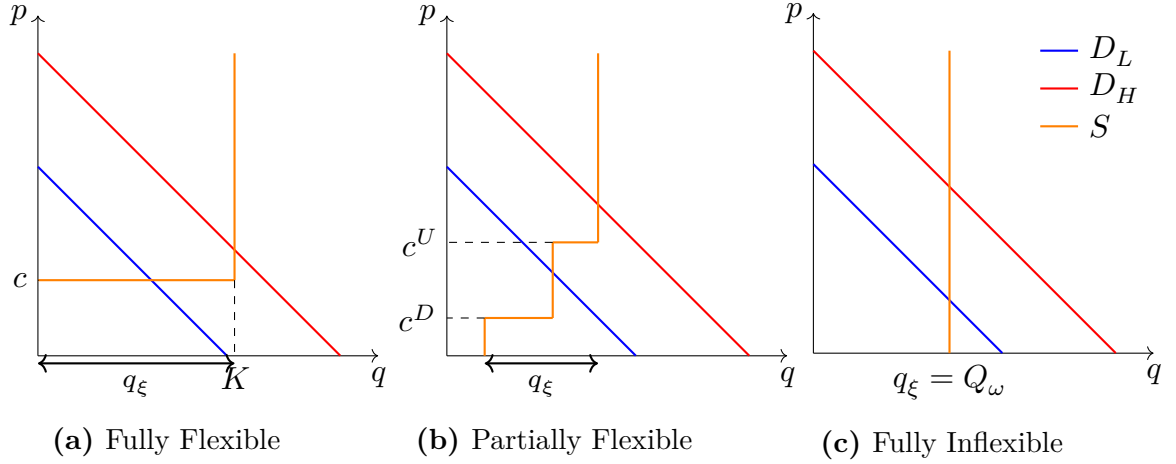 p
c
q_ξ
K
q
(a) Fully Flexible
p
c^U
c^D
q_ξ
q
(b) Partially Flexible
p
D_L
D_H
S
q_ξ = Q_ω
q
(c) Fully Inflexible